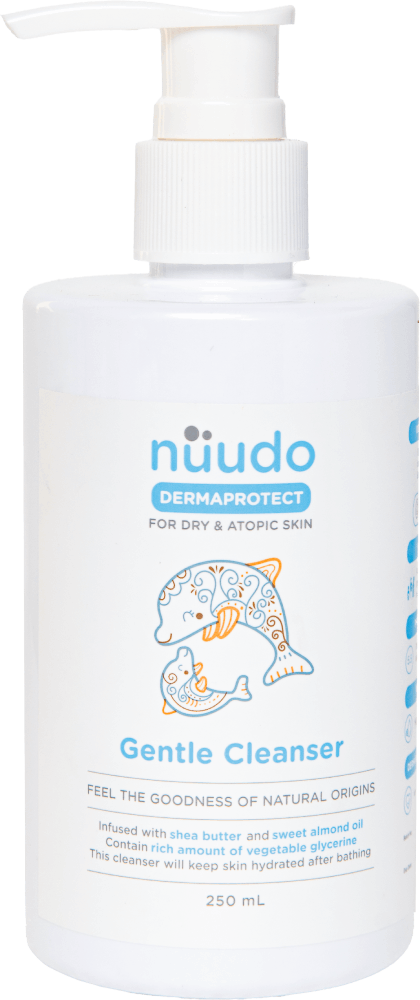 nüudo
DERMAPROTECT
FOR DRY & ATOPIC SKIN
Gentle Cleanser
FEEL THE GOODNESS OF NATURAL ORIGINS
Infused with shea butter and sweet almond oil
Contain rich amount of vegetable glycerine
This cleanser will keep skin hydrated after bathing
250 mL